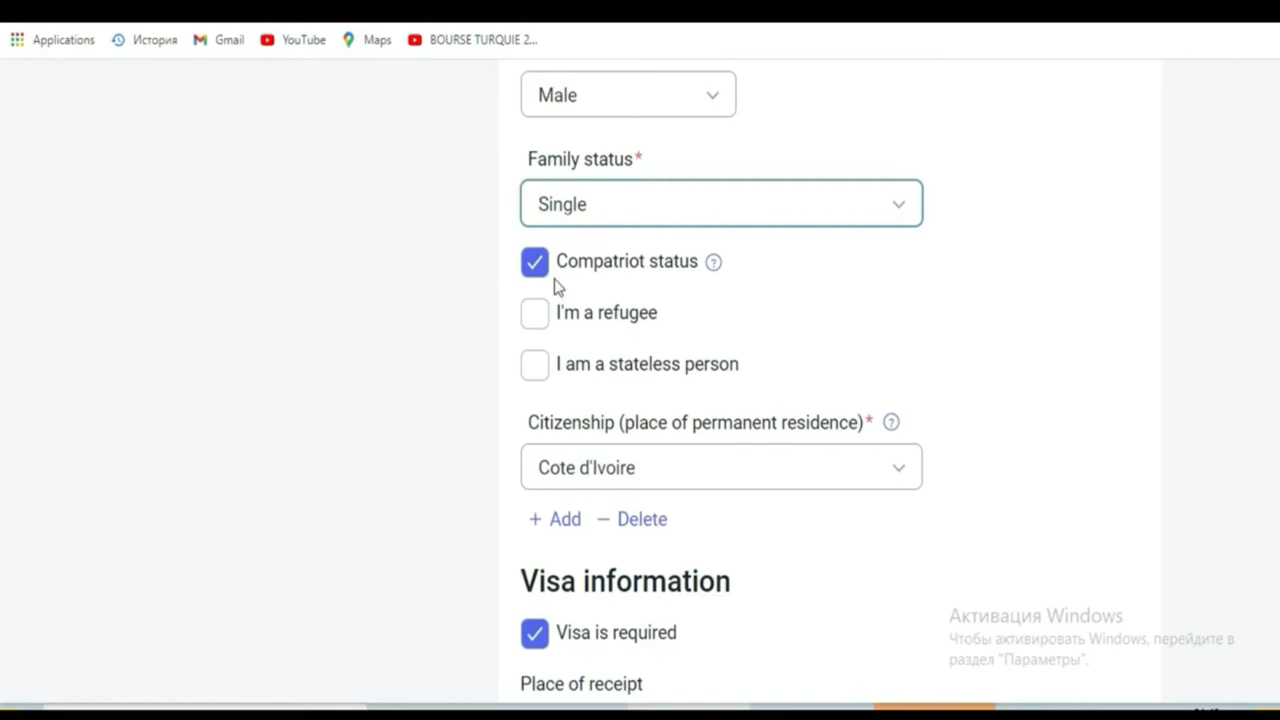 Applications История Gmail YouTube Maps BOURSE TURQUIE 2...
Male
Family status*
Single
Compatriot status ?
I'm a refugee
I am a stateless person
Citizenship (place of permanent residence)* ?
Cote d'Ivoire
+ Add − Delete
Visa information
Visa is required
Активация Windows
Чтобы активировать Windows, перейдите в
раздел "Параметры".
Place of receipt